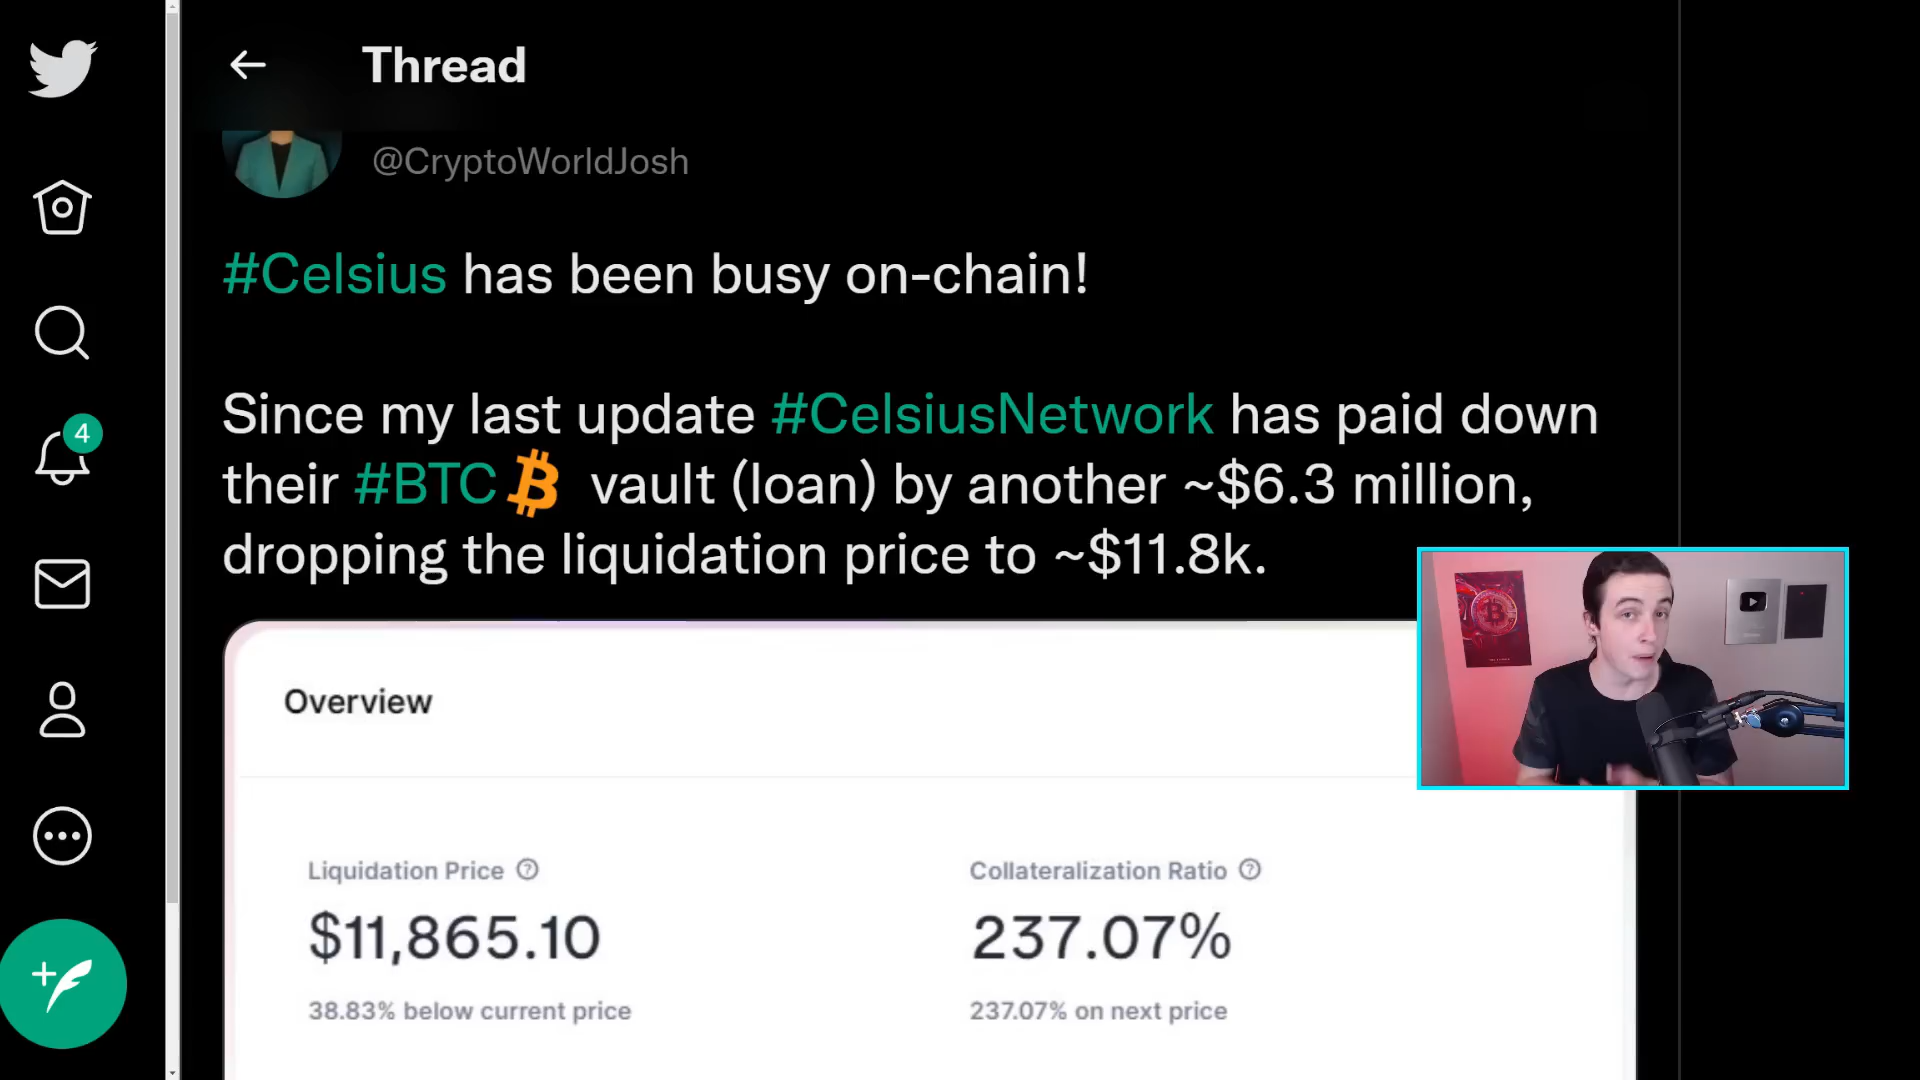 Thread
@CryptoWorldJosh
#Celsius has been busy on-chain!
4
Since my last update #CelsiusNetwork has paid down
their #BTC vault (loan) by another ~$6.3 million,
dropping the liquidation price to ~$11.8k.
Overview
Liquidation Price
Collateralization Ratio
$11,865.10
237.07%
38.83% below current price
237.07% on next price